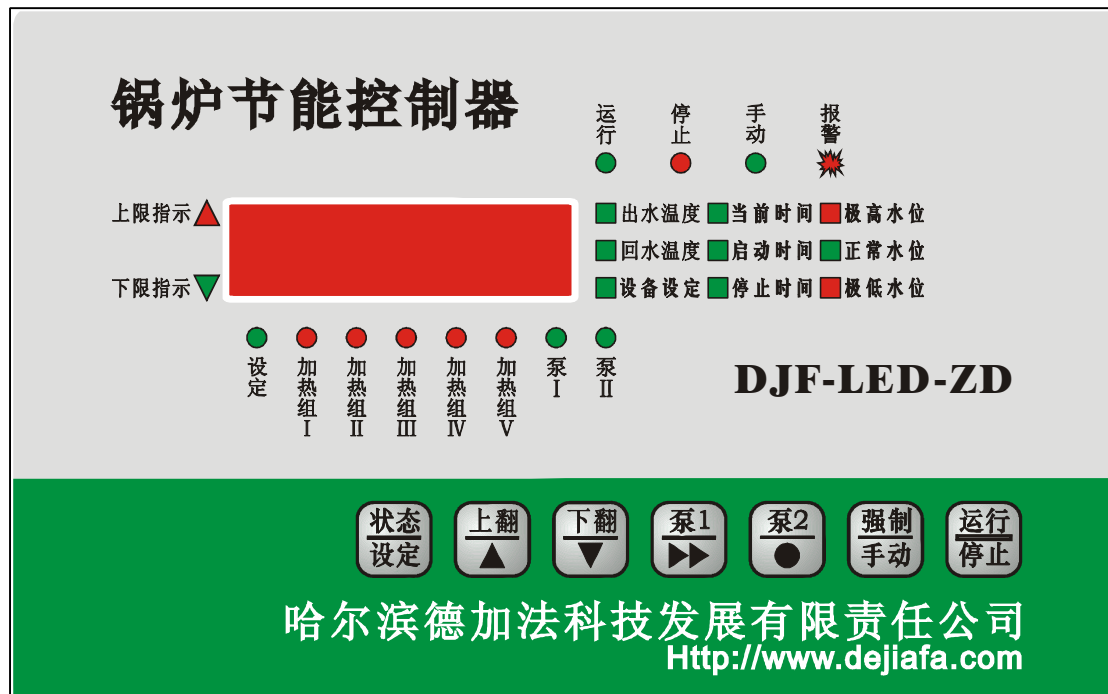 锅炉节能控制器
运行 停止 手动 报警
上限指示
出水温度 当前时间 极高水位
回水温度 启动时间 正常水位
下限指示
设备设定 停止时间 极低水位
设定 加热组Ⅰ 加热组Ⅱ 加热组Ⅲ 加热组Ⅳ 加热组Ⅴ 泵Ⅰ 泵Ⅱ
DJF-LED-ZD
状态 上翻 下翻 泵1 泵2 强制 运行
设定 手动 停止
哈尔滨德加法科技发展有限责任公司
Http://www.dejiafa.com